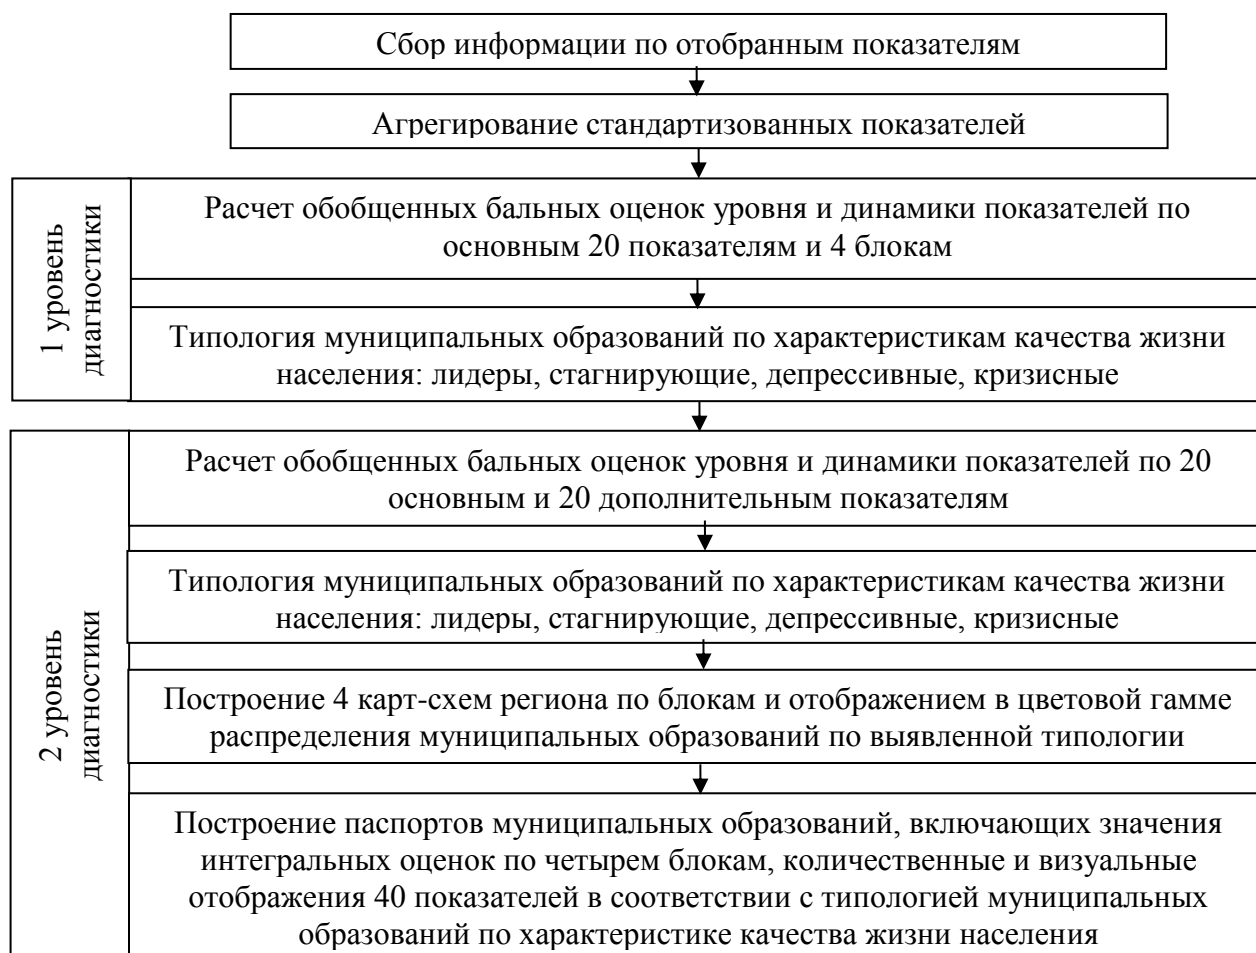 Сбор информации по отобранным показателям
Агрегирование стандартизованных показателей
1 уровень
диагностики
Расчет обобщенных бальных оценок уровня и динамики показателей по
основным 20 показателям и 4 блокам
Типология муниципальных образований по характеристикам качества жизни
населения: лидеры, стагнирующие, депрессивные, кризисные
2 уровень
диагностики
Расчет обобщенных бальных оценок уровня и динамики показателей по 20
основным и 20 дополнительным показателям
Типология муниципальных образований по характеристикам качества жизни
населения: лидеры, стагнирующие, депрессивные, кризисные
Построение 4 карт-схем региона по блокам и отображением в цветовой гамме
распределения муниципальных образований по выявленной типологии
Построение паспортов муниципальных образований, включающих значения
интегральных оценок по четырем блокам, количественные и визуальные
отображения 40 показателей в соответствии с типологией муниципальных
образований по характеристике качества жизни населения